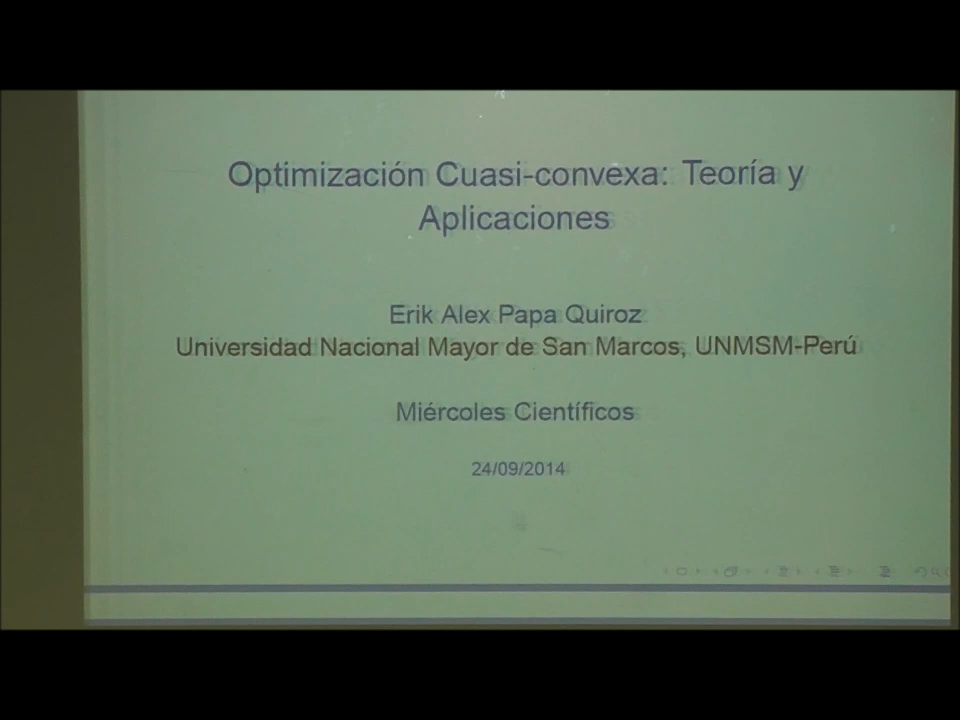 Optimización Cuasi-convexa: Teoría y
Aplicaciones
Erik Alex Papa Quiroz
Universidad Nacional Mayor de San Marcos, UNMSM-Perú
Miércoles Científicos
24/09/2014